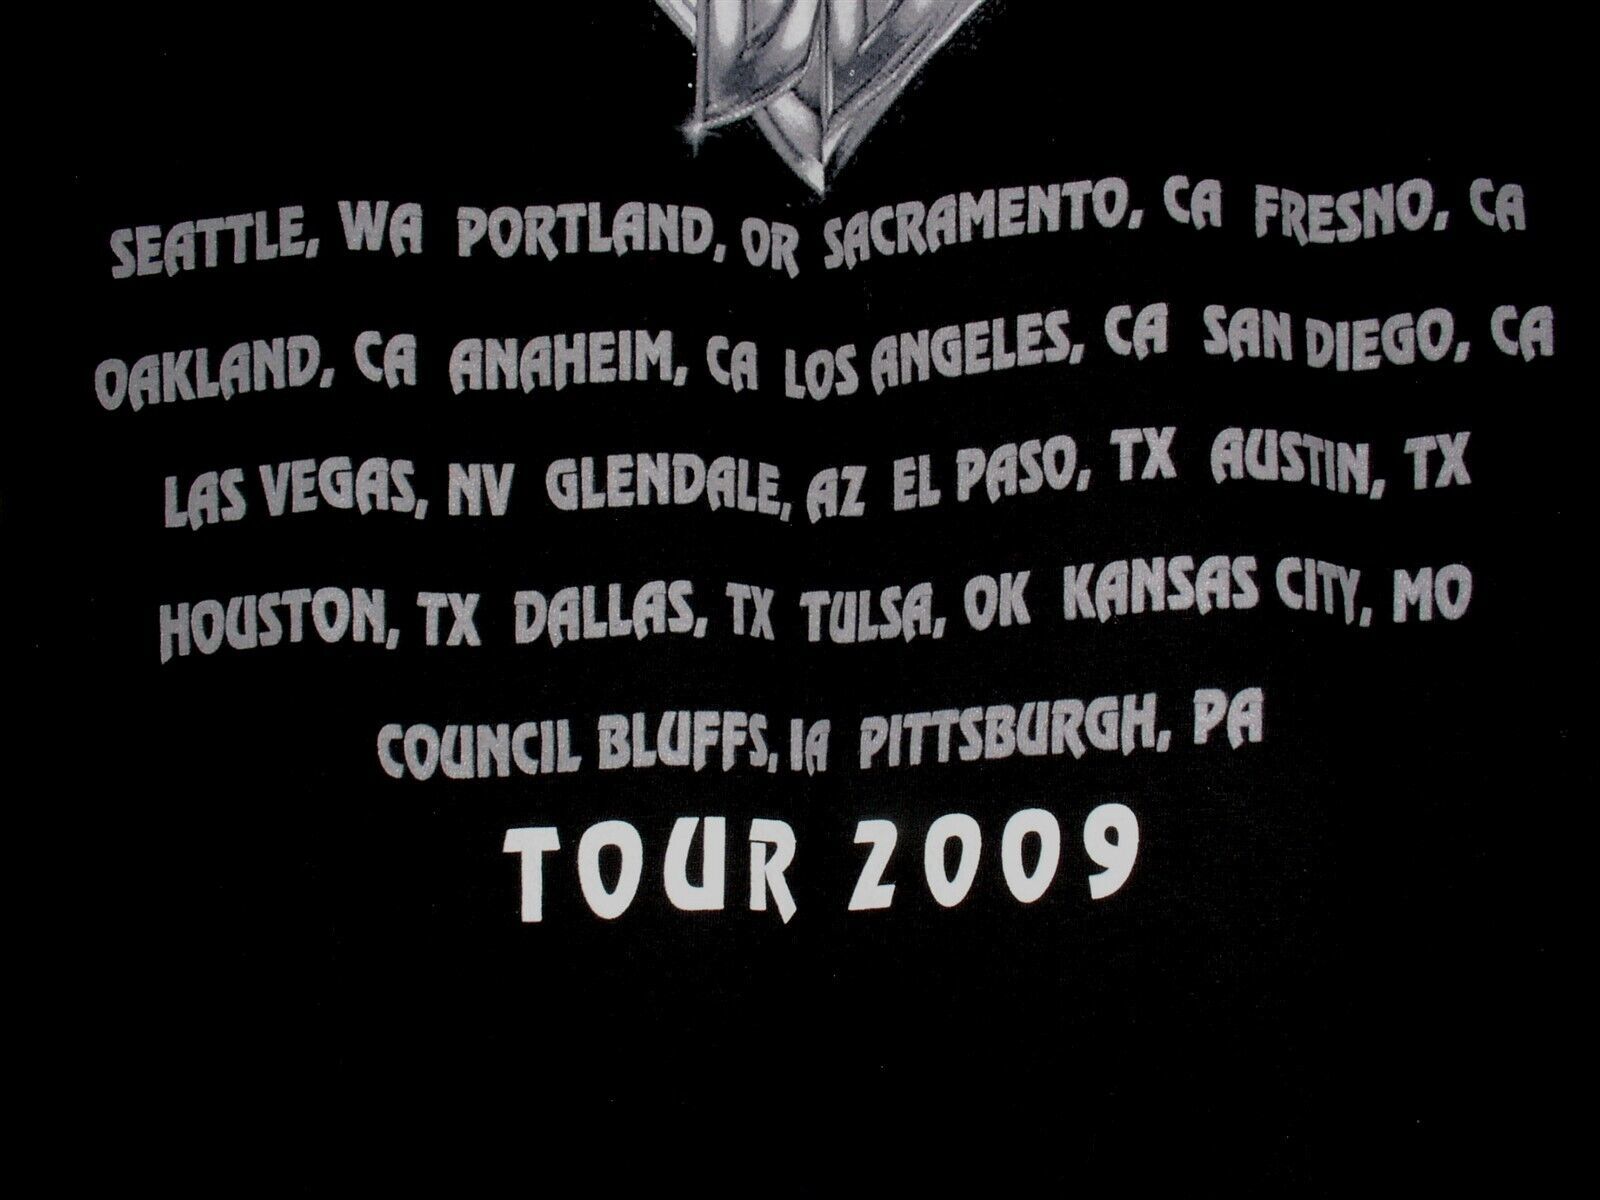 SEATTLE, WA PORTLAND, OR SACRAMENTO, CA FRESNO, CA
OAKLAND, CA ANAHEIM, CA LOS ANGELES, CA SAN DIEGO, CA
LAS VEGAS, NV GLENDALE, AZ EL PASO, TX AUSTIN, TX
HOUSTON, TX DALLAS, TX TULSA, OK KANSAS CITY, MO
COUNCIL BLUFFS, IA PITTSBURGH, PA
TOUR 2009